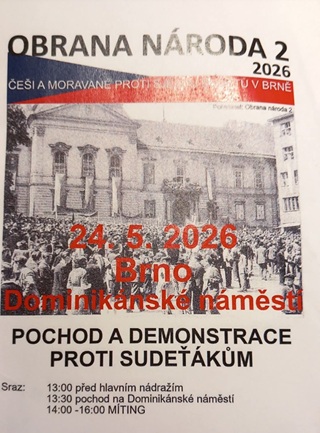 OBRANA NÁRODA 2
2026
ČEŠI A MORAVANÉ PROTI V BRNĚ
Obrana národa 2
24. 5. 2026
Brno
Dominikánské náměstí
POCHOD A DEMONSTRACE
PROTI SUDEŤÁKŮM
Sraz: 13:00 před hlavním nádražím
13:30 pochod na Dominikánské náměstí
14:00 -16:00 MÍTING